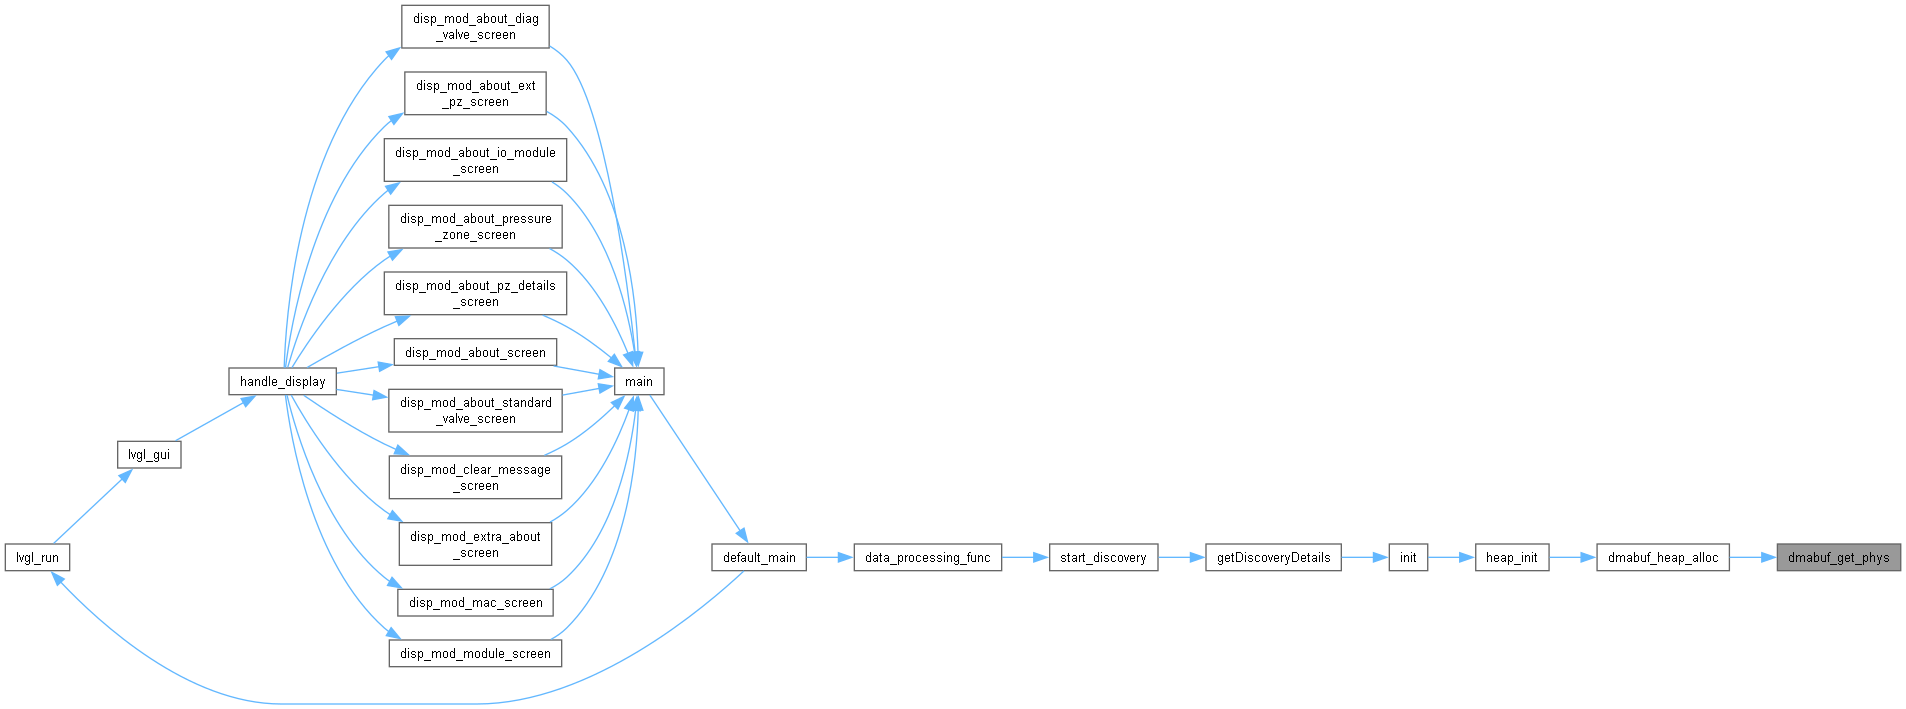 disp_mod_about_diag
_valve_screen
disp_mod_about_ext
_pz_screen
disp_mod_about_io_module
_screen
disp_mod_about_pressure
_zone_screen
disp_mod_about_pz_details
_screen
disp_mod_about_screen
handle_display
main
disp_mod_about_standard
_valve_screen
lvgl_gui
disp_mod_clear_message
_screen
disp_mod_extra_about
_screen
lvgl_run
default_main
data_processing_func
start_discovery
getDiscoveryDetails
init
heap_init
dmabuf_heap_alloc
dmabuf_get_phys
disp_mod_mac_screen
disp_mod_module_screen